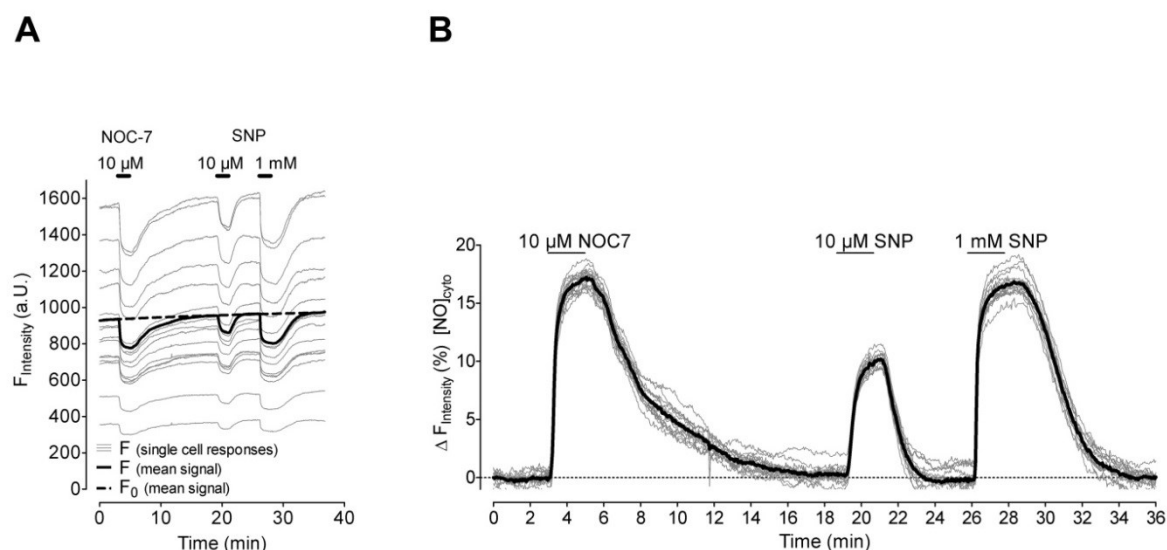 A
B
NOC-7 SNP
10 µM 10 µM 1 mM
F Intensity (a.U.)
1600
1400
1200
1000
800
600
400
200
0
F (single cell responses)
F (mean signal)
F0 (mean signal)
0 10 20 30 40
Time (min)
10 µM NOC7 10 µM SNP 1 mM SNP
Δ F Intensity (%) [NO]cyto
20
15
10
5
0
0 2 4 6 8 10 12 14 16 18 20 22 24 26 28 30 32 34 36
Time (min)